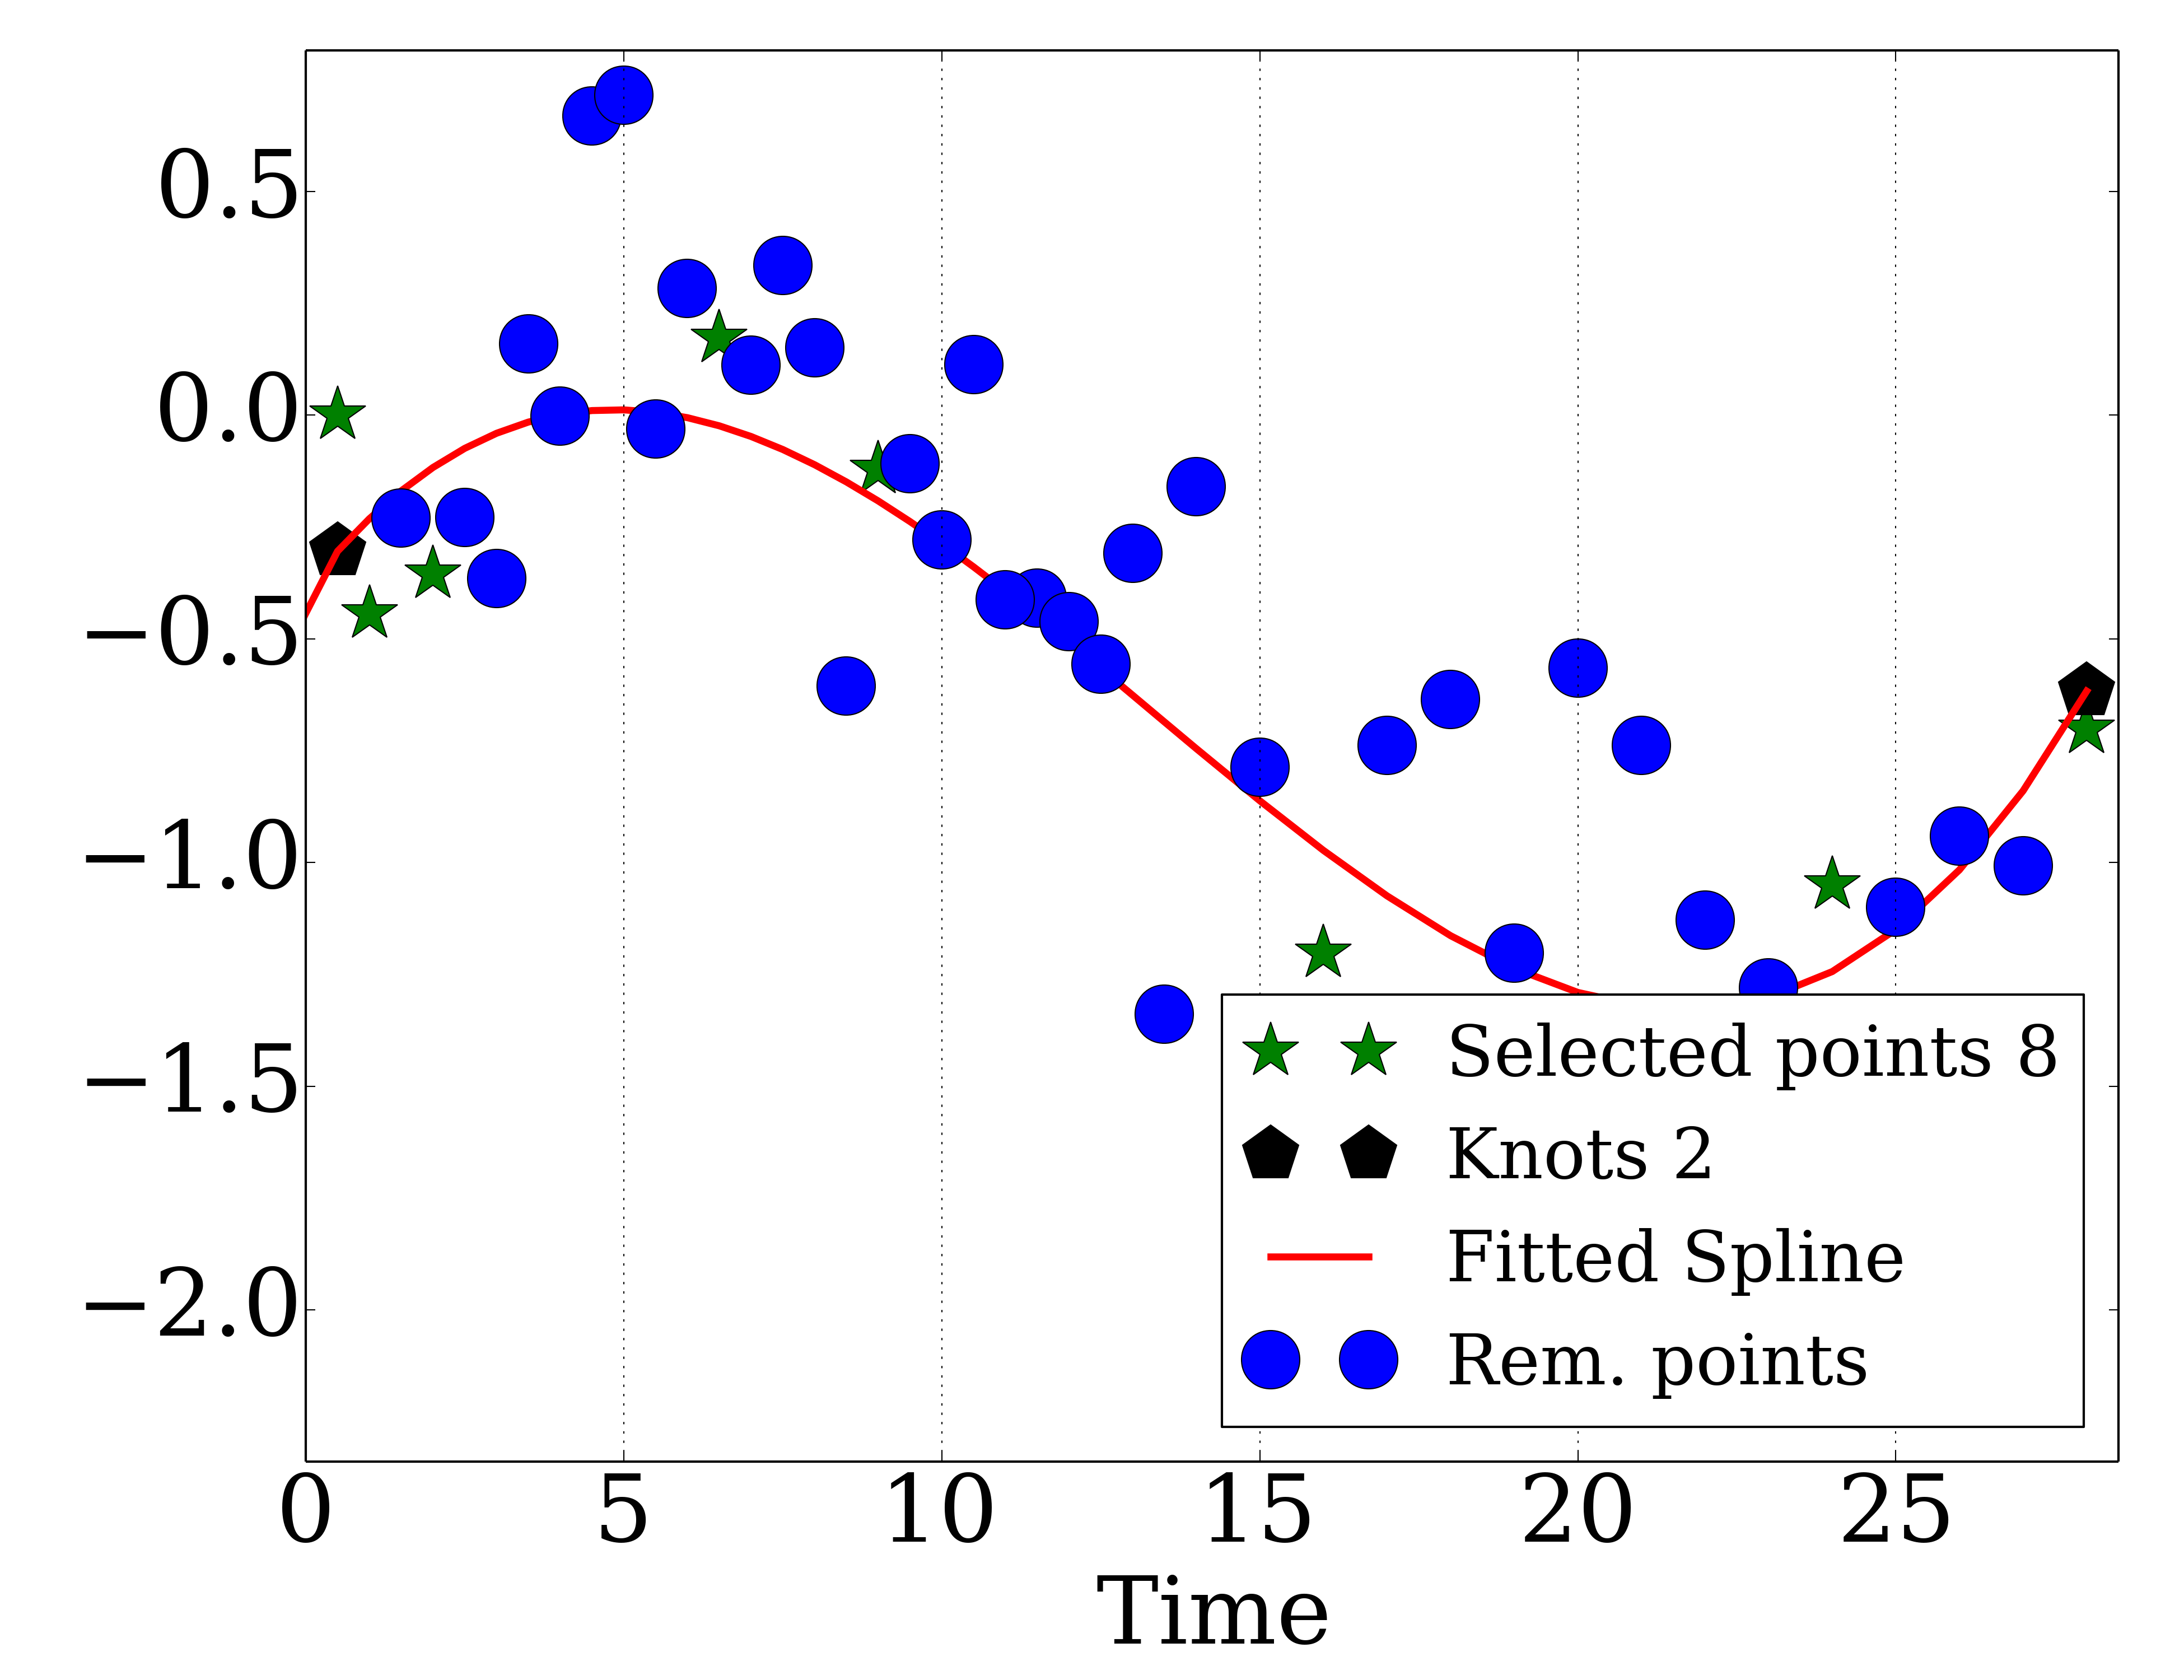 0.5
0.0
−0.5
−1.0
−1.5
−2.0
Selected points 8
Knots 2
Fitted Spline
Rem. points
0 5 10 15 20 25
Time